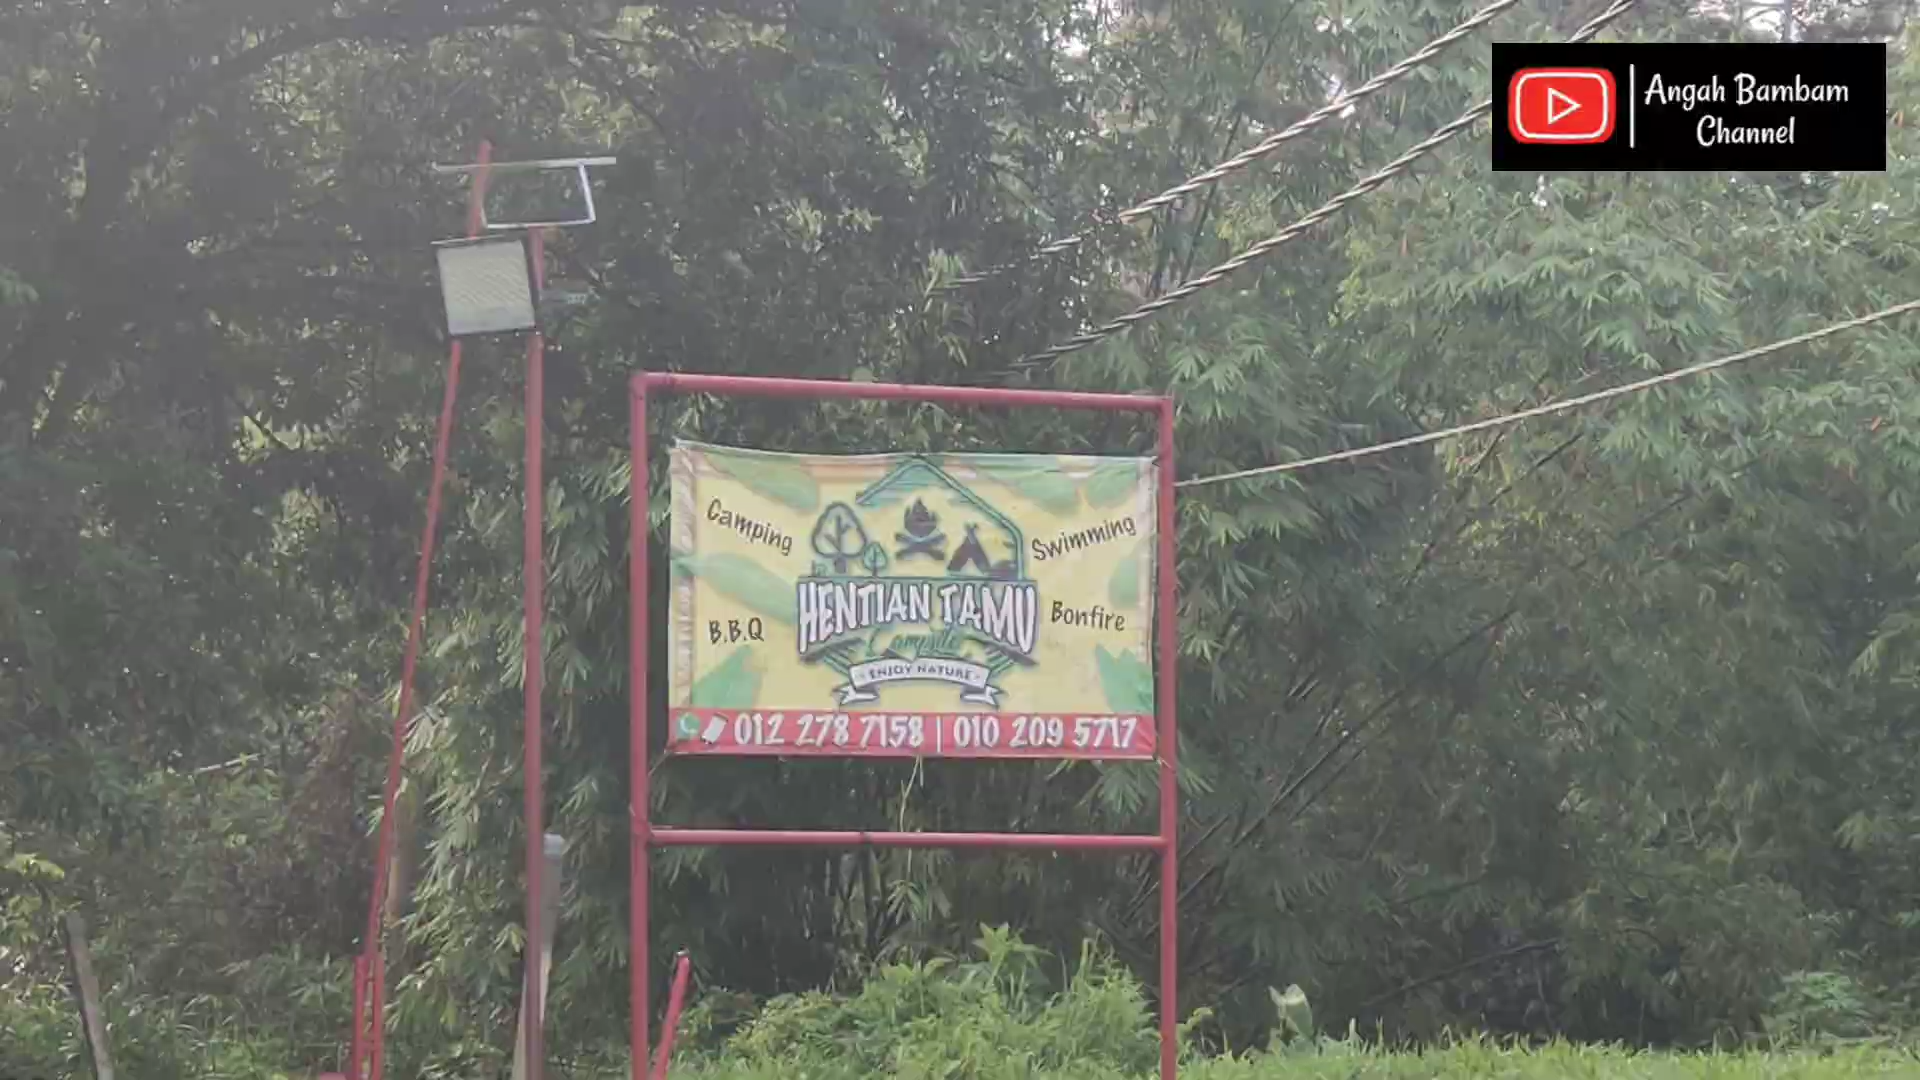 Angah Bambam
Channel
Camping
Swimming
B.B.Q
Bonfire
HENTIAN TAMU
Campsite
ENJOY NATURE
012 278 7158 | 010 209 5717